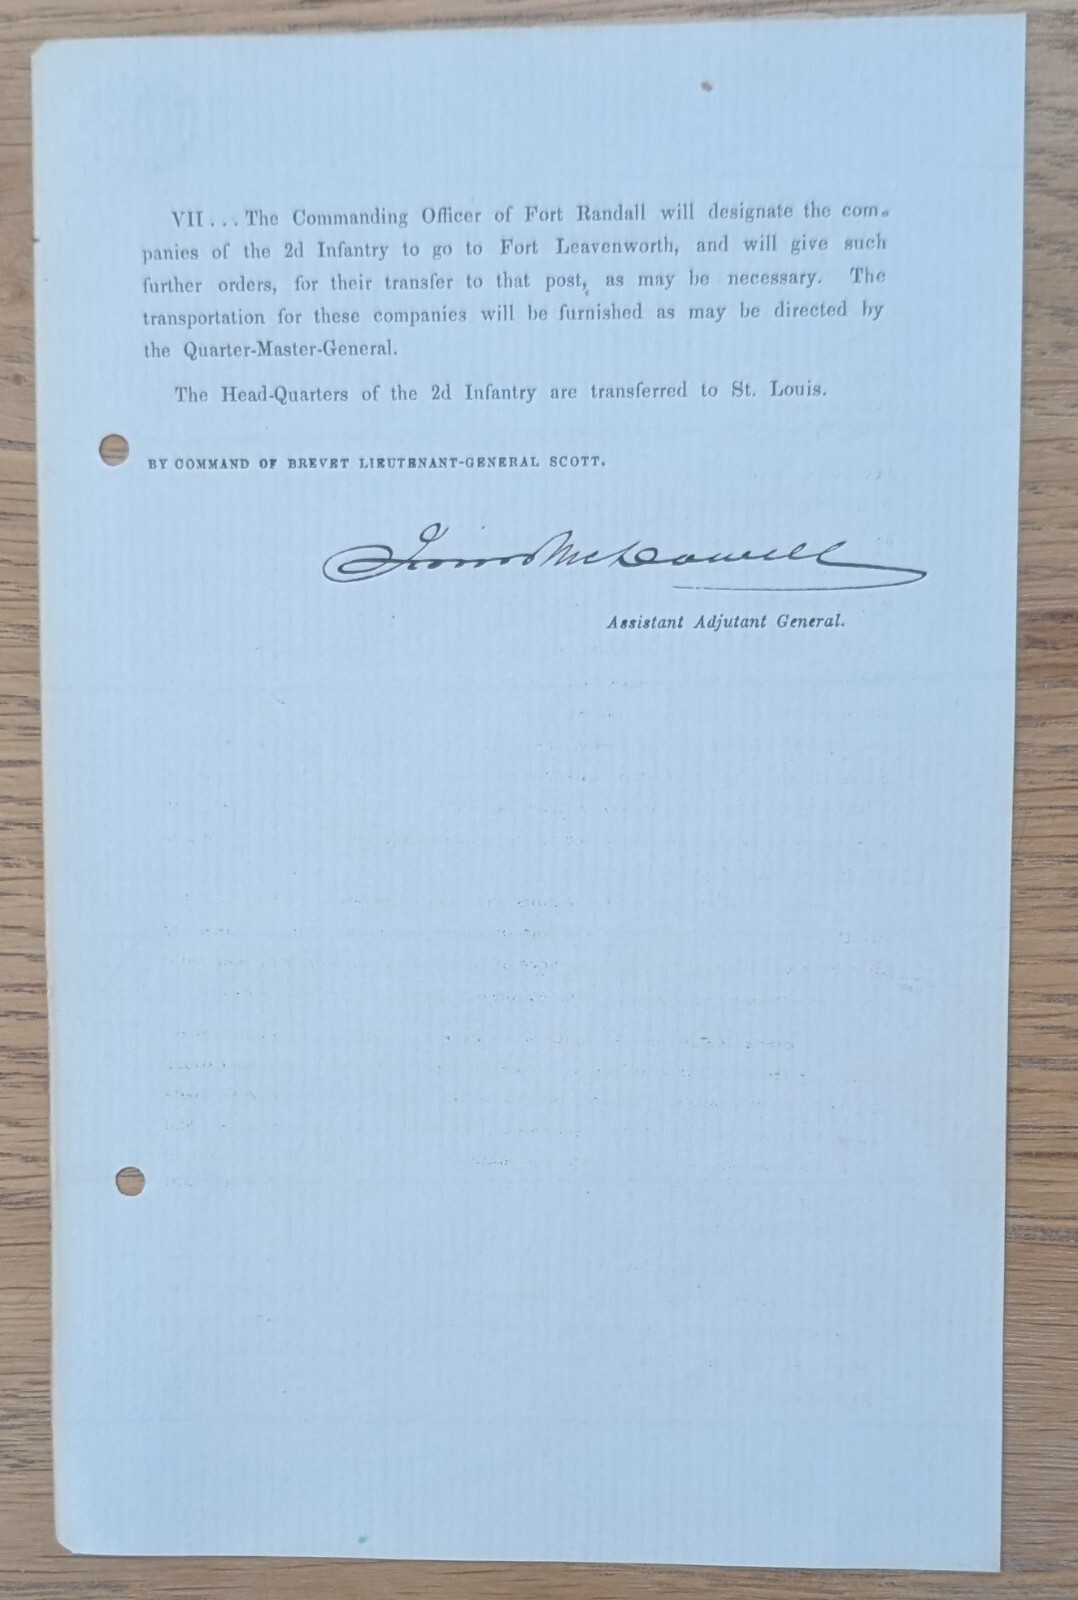 VII . . . The Commanding Officer of Fort Randall will designate the com-
panies of the 2d Infantry to go to Fort Leavenworth, and will give such
further orders, for their transfer to that post, as may be necessary. The
transportation for these companies will be furnished as may be directed by
the Quarter-Master-General.
The Head-Quarters of the 2d Infantry are transferred to St. Louis.
BY COMMAND OF BREVET LIEUTENANT-GENERAL SCOTT.
Irvin McDowell
Assistant Adjutant General.